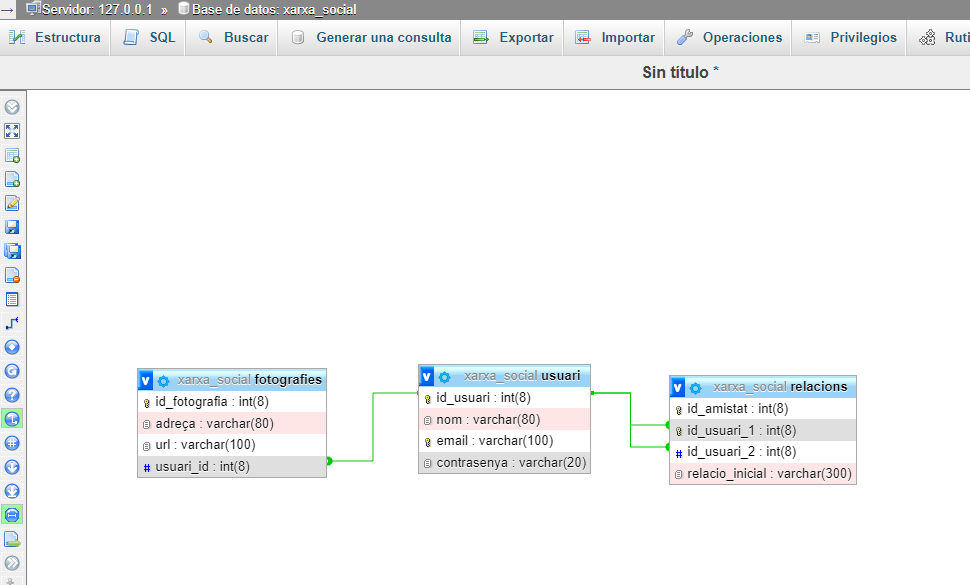 Servidor: 127.0.0.1 » Base de datos: xarxa_social
Estructura SQL Buscar Generar una consulta Exportar Importar Operaciones Privilegios Ruti
Sin título *
v xarxa_social fotografies
id_fotografia : int(8)
adreça : varchar(80)
url : varchar(100)
# usuari_id : int(8)
v xarxa_social usuari
id_usuari : int(8)
nom : varchar(80)
email : varchar(100)
contrasenya : varchar(20)
v xarxa_social relacions
id_amistat : int(8)
id_usuari_1 : int(8)
# id_usuari_2 : int(8)
relacio_inicial : varchar(300)